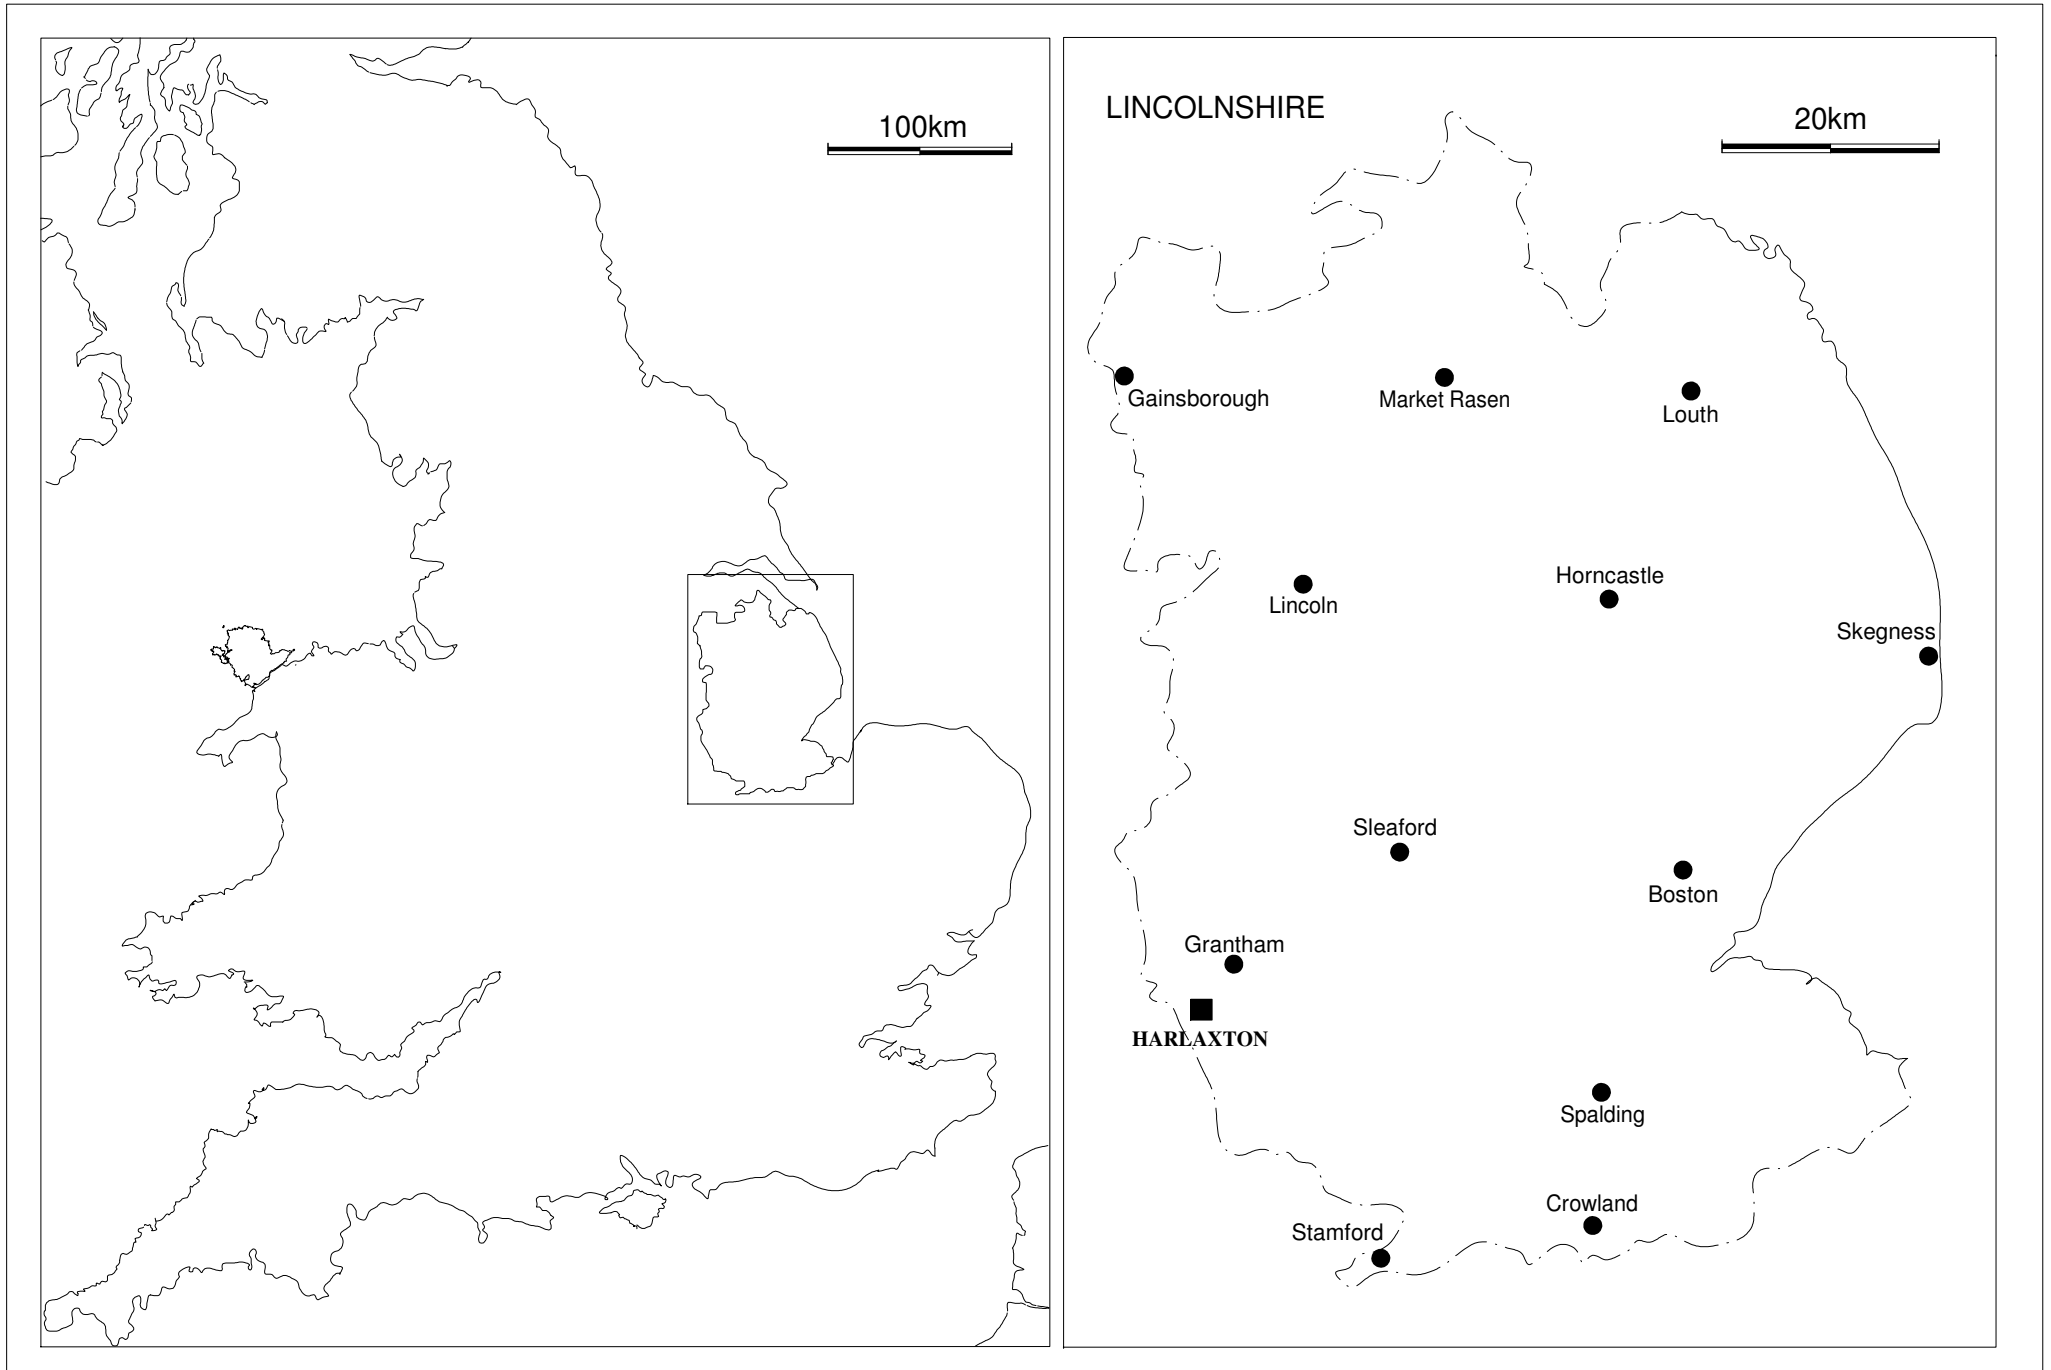 100km
LINCOLNSHIRE
20km
Gainsborough
Market Rasen
Louth
Horncastle
Lincoln
Skegness
Sleaford
Boston
Grantham
HARLAXTON
Spalding
Crowland
Stamford